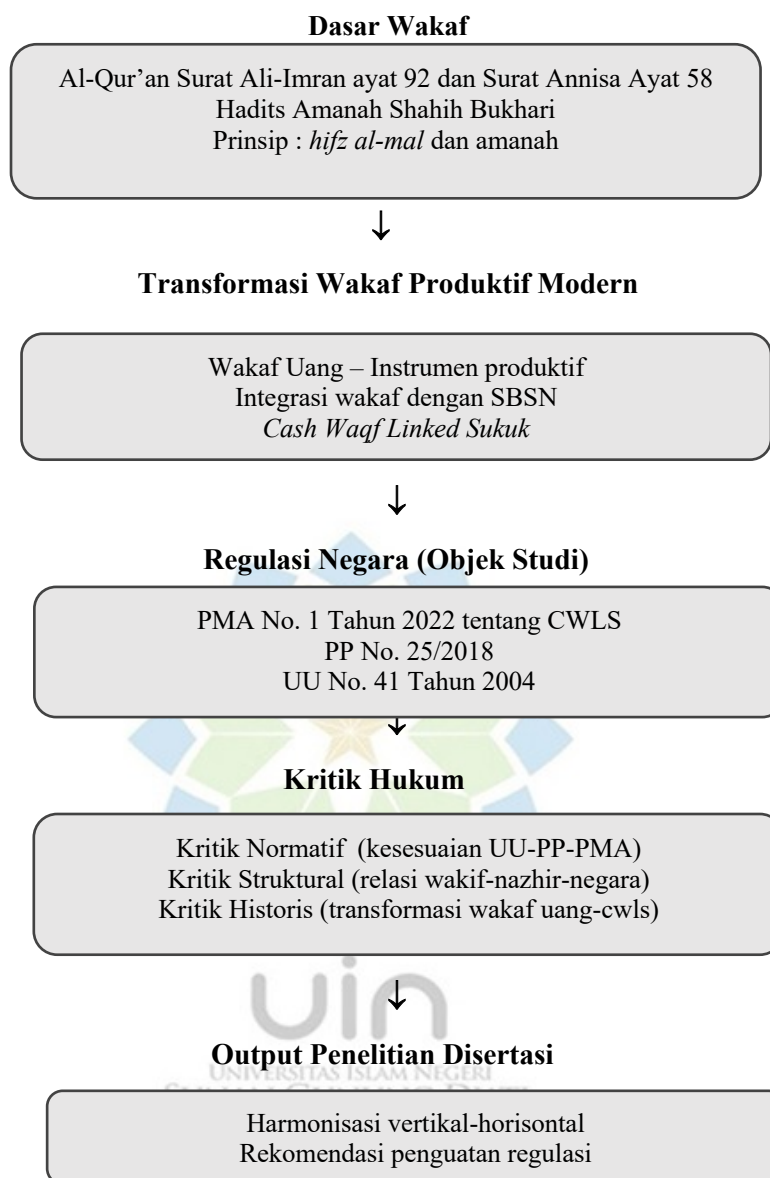 Dasar Wakaf
Al-Qur'an Surat Ali-Imran ayat 92 dan Surat Annisa Ayat 58
Hadits Amanah Shahih Bukhari
Prinsip : hifz al-mal dan amanah
Transformasi Wakaf Produktif Modern
Wakaf Uang – Instrumen produktif
Integrasi wakaf dengan SBSN
Cash Waqf Linked Sukuk
Regulasi Negara (Objek Studi)
PMA No. 1 Tahun 2022 tentang CWLS
PP No. 25/2018
UU No. 41 Tahun 2004
Kritik Hukum
Kritik Normatif (kesesuaian UU-PP-PMA)
Kritik Struktural (relasi wakif-nazhir-negara)
Kritik Historis (transformasi wakaf uang-cwls)
uin
Output Penelitian Disertasi
UNIVERSITAS ISLAM NEGERI
Harmonisasi vertikal-horisontal
Rekomendasi penguatan regulasi